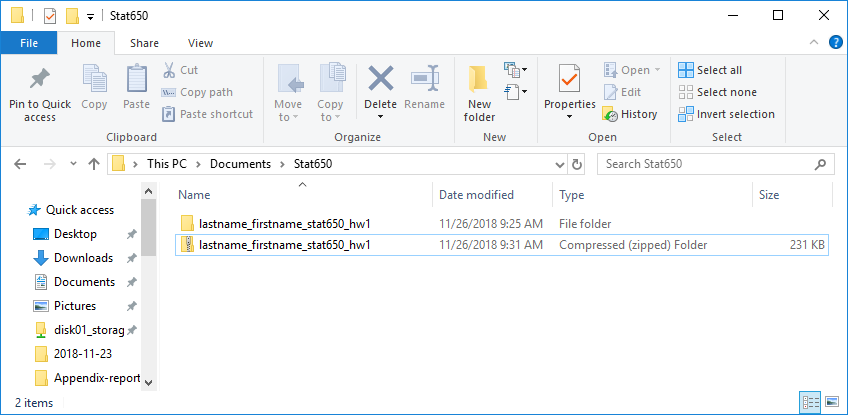 Stat650
File Home Share View
Pin to Quick access
Copy
Paste
Cut
Copy path
Paste shortcut
Clipboard
Move to
Copy to
Delete
Rename
Organize
New folder
New
Properties
Open
Edit
History
Open
Select all
Select none
Invert selection
Select
This PC Documents Stat650
Search Stat650
Name Date modified Type Size
Quick access
Desktop
Downloads
Documents
Pictures
disk01_storag
2018-11-23
Appendix-report
lastname_firstname_stat650_hw1 11/26/2018 9:25 AM File folder
lastname_firstname_stat650_hw1 11/26/2018 9:31 AM Compressed (zipped) Folder 231 KB
2 items